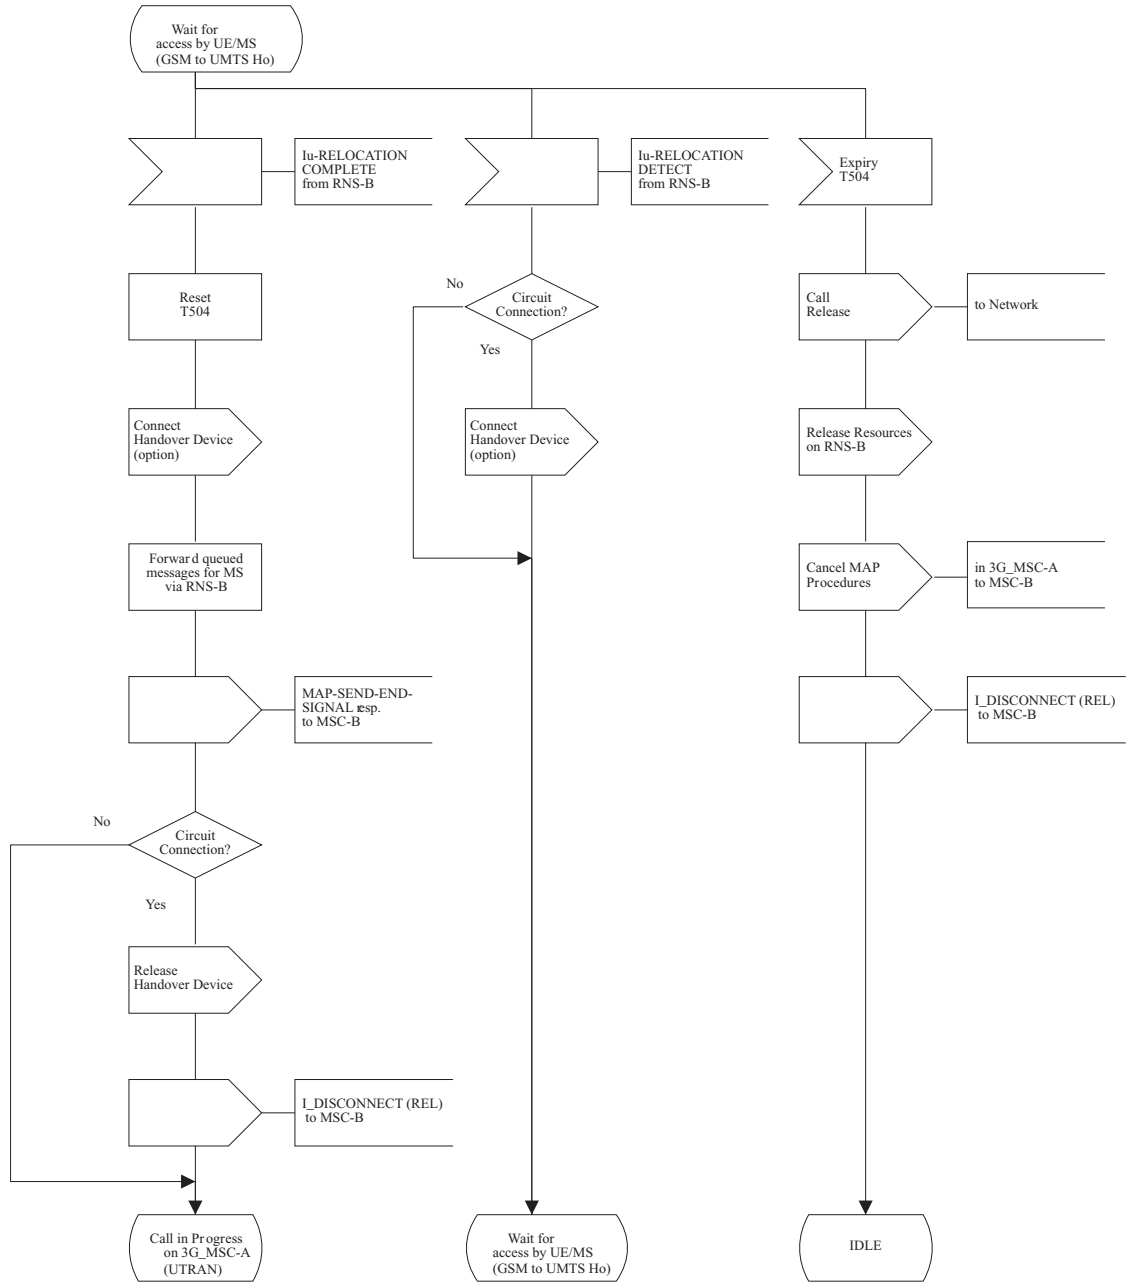 Wait for
access by UE/MS
(GSM to UMTS Ho)
Iu-RELOCATION
COMPLETE
from RNS-B
Iu-RELOCATION
DETECT
from RNS-B
Expiry
T504
Reset
T504
No
Circuit
Connection?
Yes
Call
Release
to Network
Connect
Handover Device
(option)
Connect
Handover Device
(option)
Release Resources
on RNS-B
Forward queued
messages for MS
via RNS-B
Cancel MAP
Procedures
in 3G_MSC-A
to MSC-B
MAP-SEND-END-
SIGNAL resp.
to MSC-B
I_DISCONNECT (REL)
to MSC-B
No
Circuit
Connection?
Yes
Release
Handover Device
I_DISCONNECT (REL)
to MSC-B
Call in Progress
on 3G_MSC-A
(UTRAN)
Wait for
access by UE/MS
(GSM to UMTS Ho)
IDLE